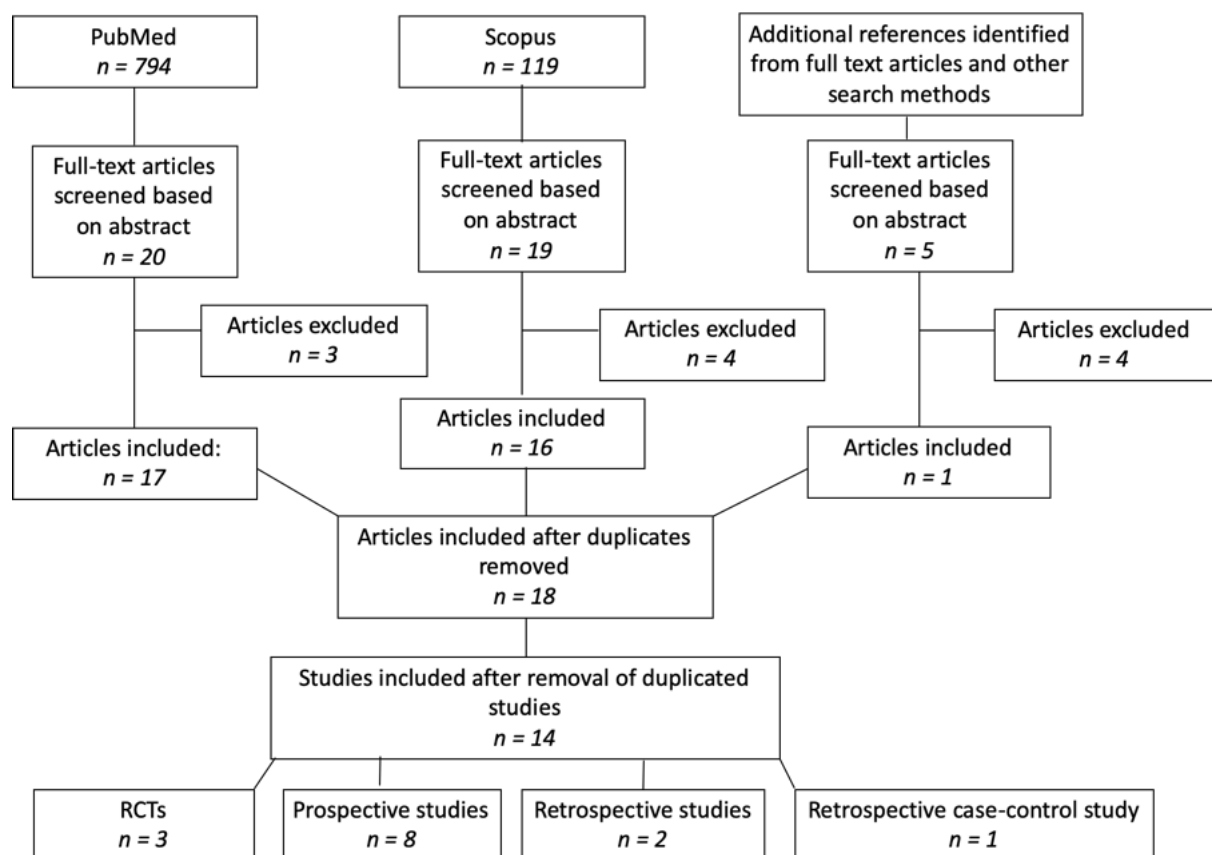 PubMed
n = 794
Scopus
n = 119
Additional references identified
from full text articles and other
search methods
Full-text articles
screened based
on abstract
n = 20
Full-text articles
screened based
on abstract
n = 19
Full-text articles
screened based
on abstract
n = 5
Articles excluded
n = 3
Articles excluded
n = 4
Articles excluded
n = 4
Articles included:
n = 17
Articles included
n = 16
Articles included
n = 1
Articles included after duplicates
removed
n = 18
Studies included after removal of duplicated
studies
n = 14
RCTs
n = 3
Prospective studies
n = 8
Retrospective studies
n = 2
Retrospective case-control study
n = 1